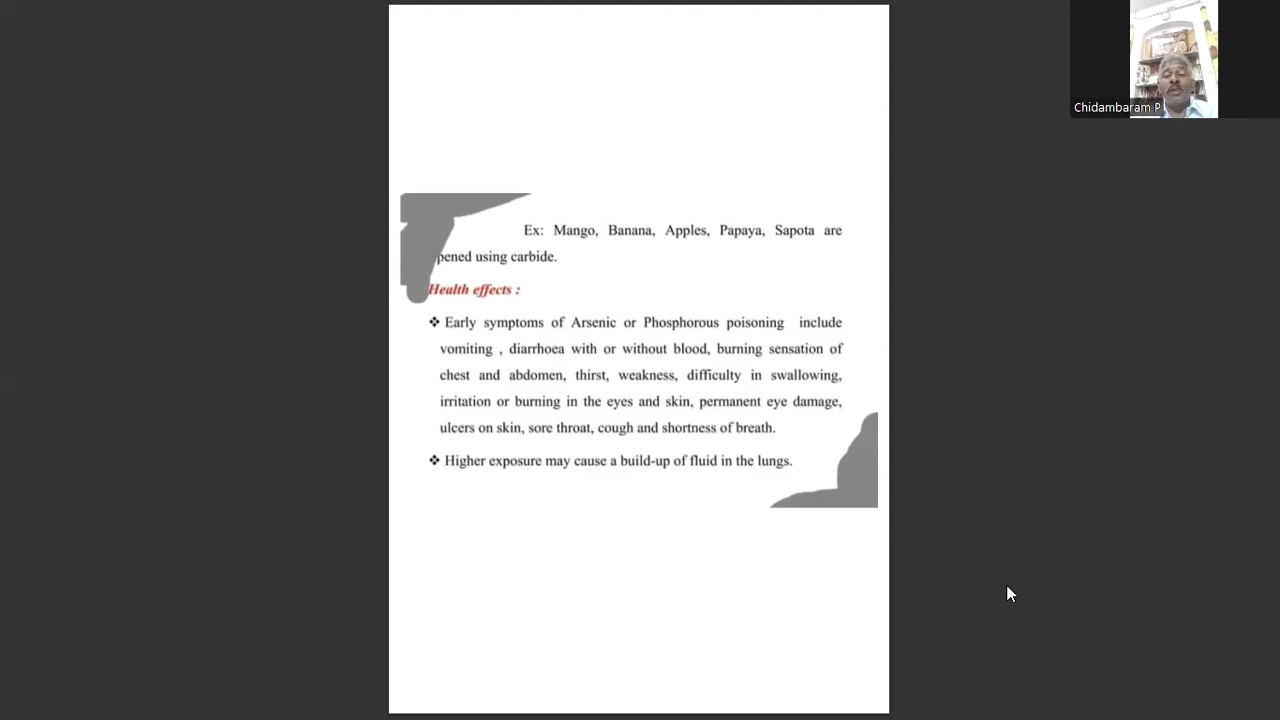 Chidambaram P
Ex: Mango, Banana, Apples, Papaya, Sapota are
pened using carbide.
Health effects :
❖ Early symptoms of Arsenic or Phosphorous poisoning include
vomiting , diarrhoea with or without blood, burning sensation of
chest and abdomen, thirst, weakness, difficulty in swallowing,
irritation or burning in the eyes and skin, permanent eye damage,
ulcers on skin, sore throat, cough and shortness of breath.
❖ Higher exposure may cause a build-up of fluid in the lungs.